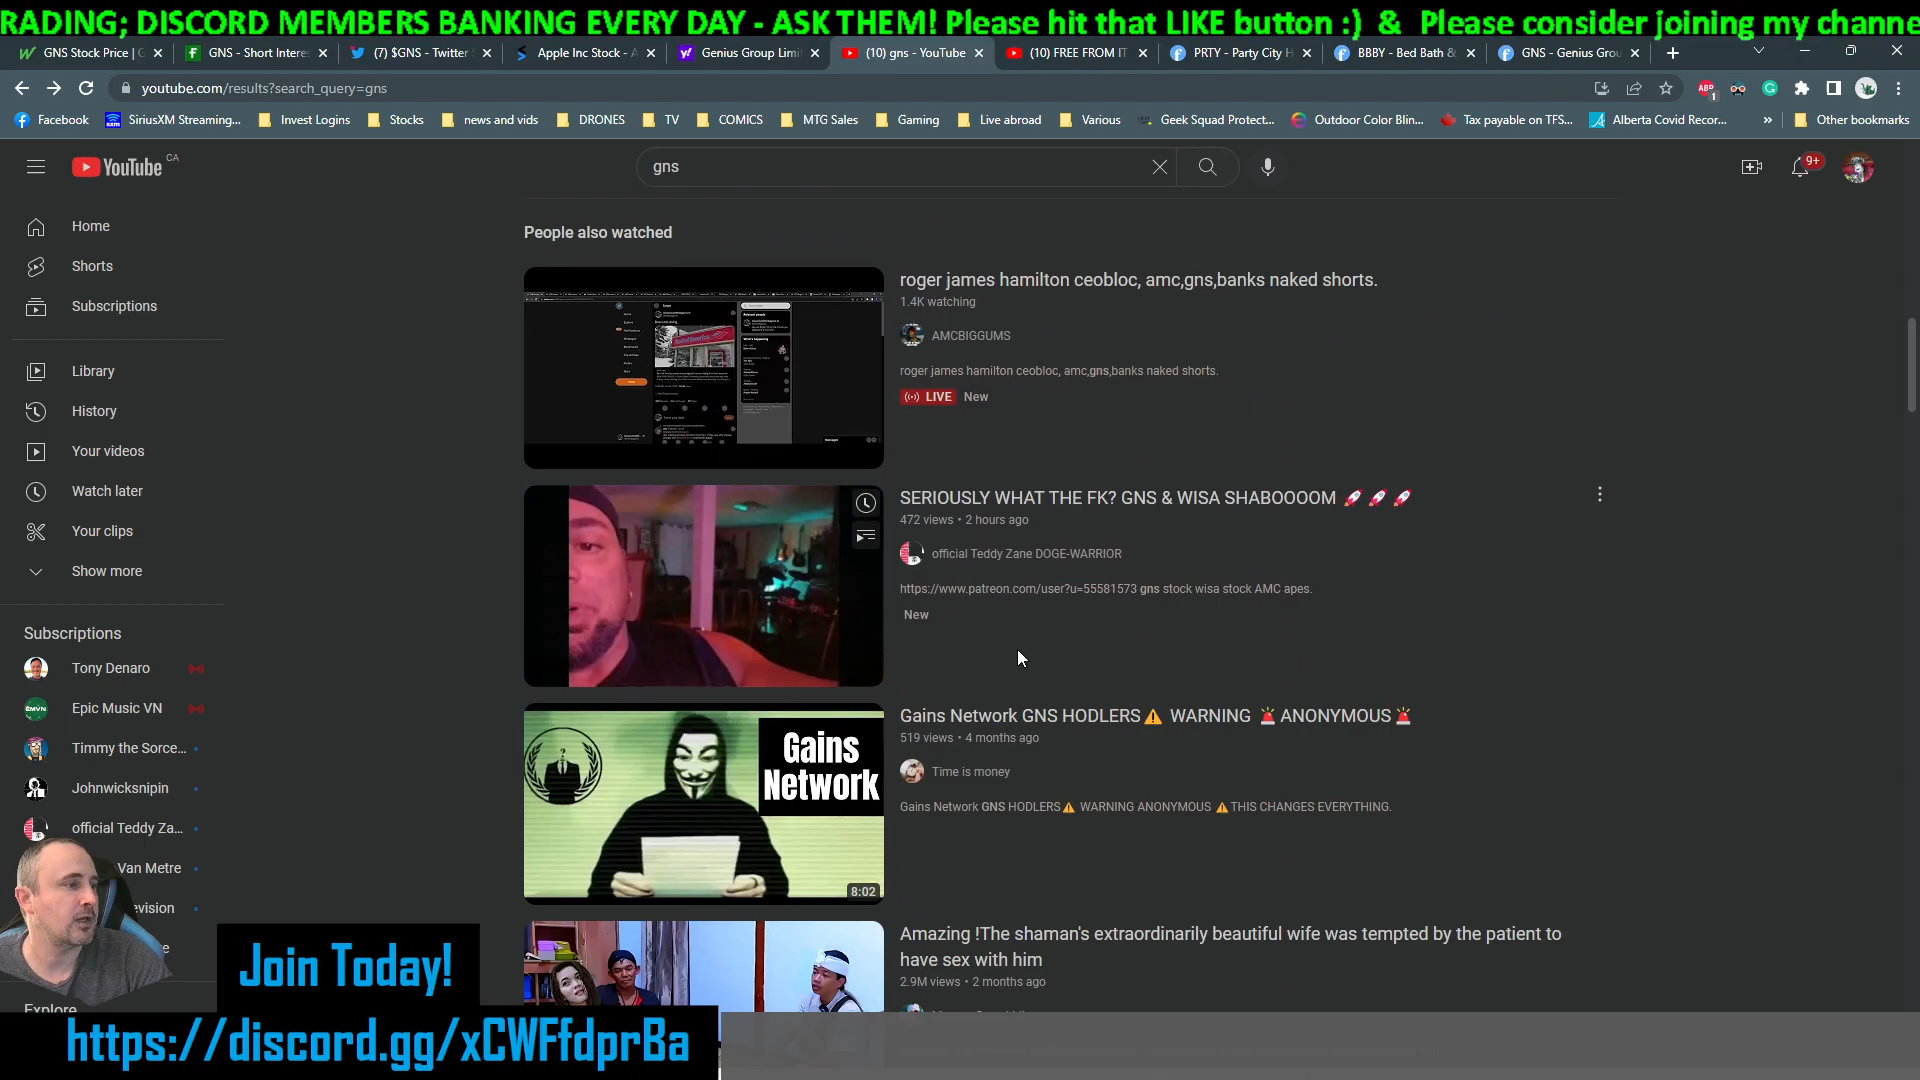 RADING; DISCORD MEMBERS BANKING EVERY DAY - ASK THEM! Please hit that LIKE button :) & Please consider joining my channe
GNS Stock Price | G
GNS - Short Interes
(7) $GNS - Twitter
Apple Inc Stock - A
Genius Group Limi
(10) gns - YouTube
(10) FREE FROM IT
PRTY - Party City H
BBBY - Bed Bath &
GNS - Genius Grou
youtube.com/results?search_query=gns
ABP
1
Facebook
SiriusXM Streaming...
Invest Logins
Stocks
news and vids
DRONES
TV
COMICS
MTG Sales
Gaming
Live abroad
Various
Geek Squad Protect...
Outdoor Color Blin...
Tax payable on TFS...
Alberta Covid Recor...
»
Other bookmarks
YouTube CA
gns
9+
Home
Shorts
Subscriptions
Library
History
Your videos
Watch later
Your clips
Show more
Subscriptions
Tony Denaro
Epic Music VN
Timmy the Sorce...
Johnwicksnipin
official Teddy Za...
Van Metre
evision
e
Explore
People also watched
roger james hamilton ceobloc, amc,gns,banks naked shorts.
1.4K watching
AMCBIGGUMS
roger james hamilton ceobloc, amc,gns,banks naked shorts.
LIVE New
SERIOUSLY WHAT THE FK? GNS & WISA SHABOOOOM 🚀🚀🚀
472 views • 2 hours ago
official Teddy Zane DOGE-WARRIOR
https://www.patreon.com/user?u=55581573 gns stock wisa stock AMC apes.
New
Gains
Network
8:02
Gains Network GNS HODLERS⚠️ WARNING 🚨ANONYMOUS🚨
519 views • 4 months ago
Time is money
Gains Network GNS HODLERS⚠️ WARNING ANONYMOUS ⚠️THIS CHANGES EVERYTHING.
Amazing !The shaman's extraordinarily beautiful wife was tempted by the patient to
have sex with him
2.9M views • 2 months ago
Join Today!
https://discord.gg/xCWFfdprBa